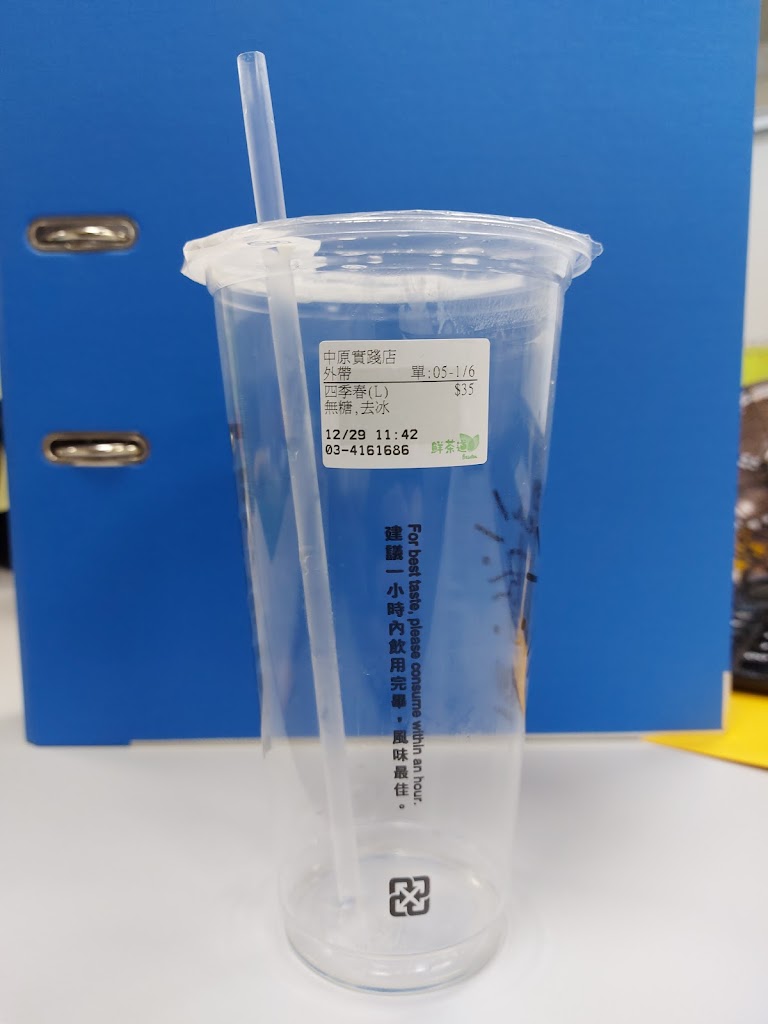 中原實踐店
外帶 單:05-1/6
四季春(L) $35
無糖,去冰
12/29 11:42
03-4161686 鮮茶道
For best taste, please consume within an hour.
建議一小時內飲用完畢，風味最佳。